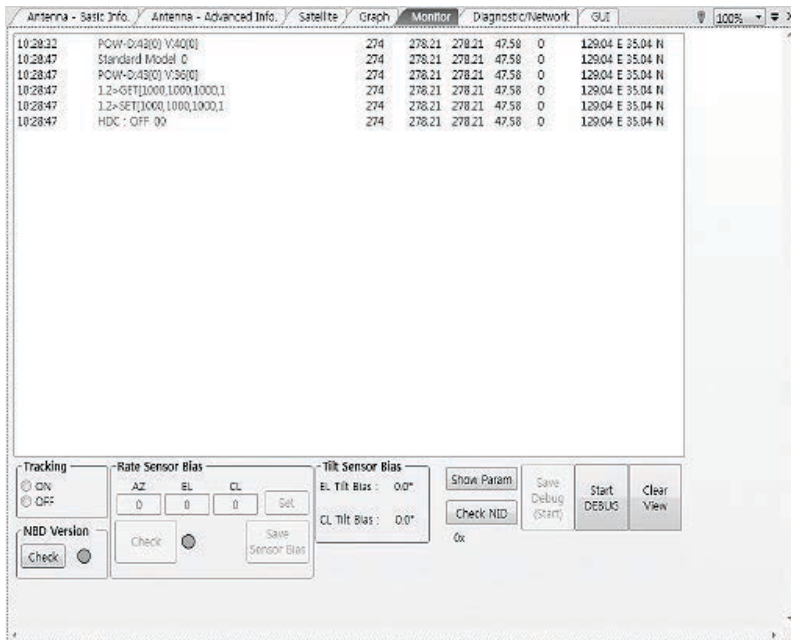 Antenna - Basic Info. Antenna - Advanced Info. Satellite Graph Monitor Diagnostic/Network GUI 100%
10:28:32 POW-D:43[0] V:40[0] 274 278.21 278.21 47.58 0 129.04 E 35.04 N
10:28:47 Standard Model 0 274 278.21 278.21 47.58 0 129.04 E 35.04 N
10:28:47 POW-D:43[0] V:36[0] 274 278.21 278.21 47.58 0 129.04 E 35.04 N
10:28:47 1.2>GET[1000,1000,1000,1 274 278.21 278.21 47.58 0 129.04 E 35.04 N
10:28:47 1.2>SET[1000,1000,1000,1 274 278.21 278.21 47.58 0 129.04 E 35.04 N
10:28:47 HDC : OFF 00 274 278.21 278.21 47.58 0 129.04 E 35.04 N
Tracking
ON
OFF
NBD Version
Check
Rate Sensor Bias
AZ EL CL
0 0 0 Set
Check
Save Sensor Bias
Tilt Sensor Bias
EL Tilt Bias : 0.0°
CL Tilt Bias : 0.0°
Show Param
Check NID
0x
Save
Debug
(Start)
Start
DEBUG
Clear
View